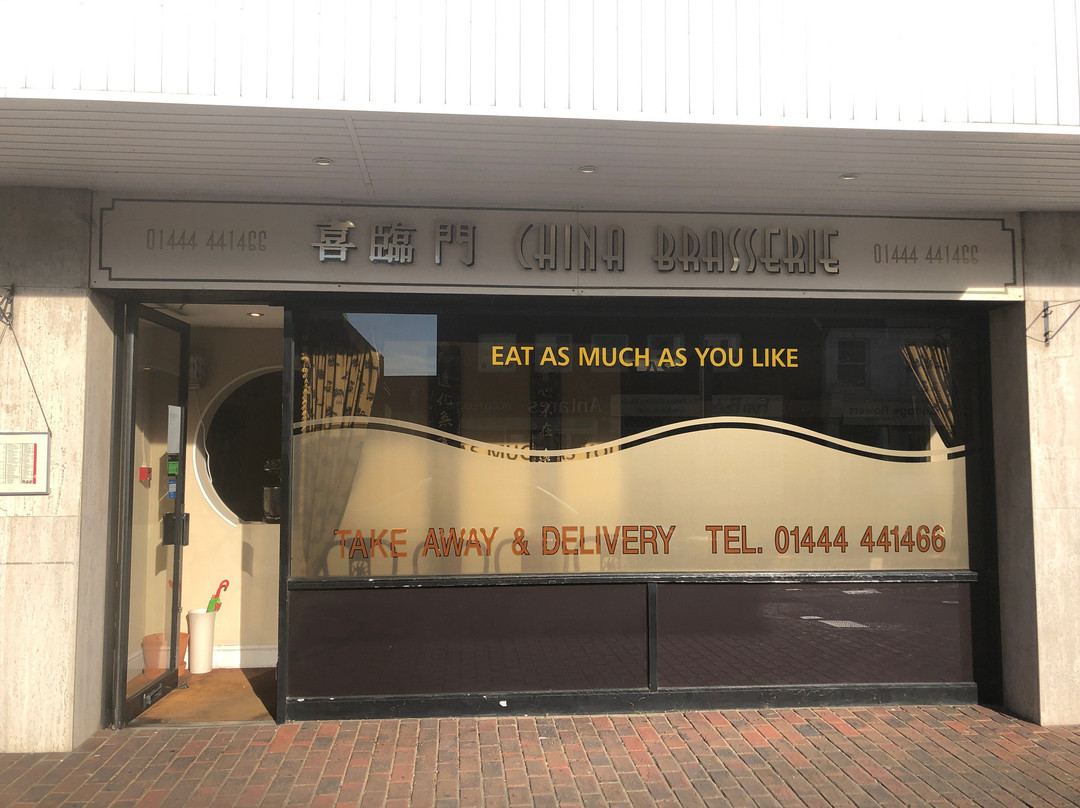 01444 441466 喜臨門 CHINA BRASSERIE 01444 441466
EAT AS MUCH AS YOU LIKE
TAKE AWAY & DELIVERY TEL. 01444 441466